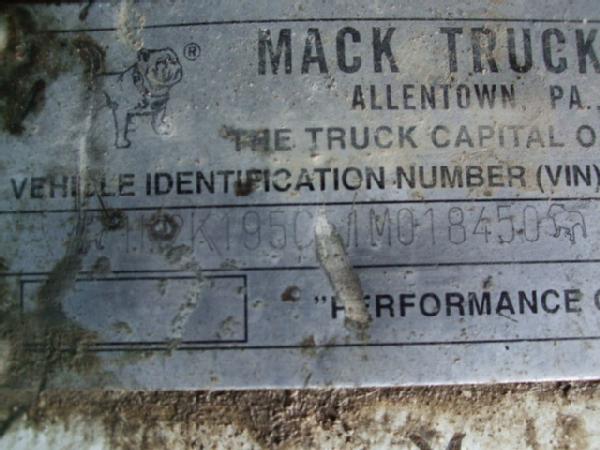 ®
MACK TRUCK
ALLENTOWN, PA.,
THE TRUCK CAPITAL O
VEHICLE IDENTIFICATION NUMBER (VIN)
"PERFORMANCE